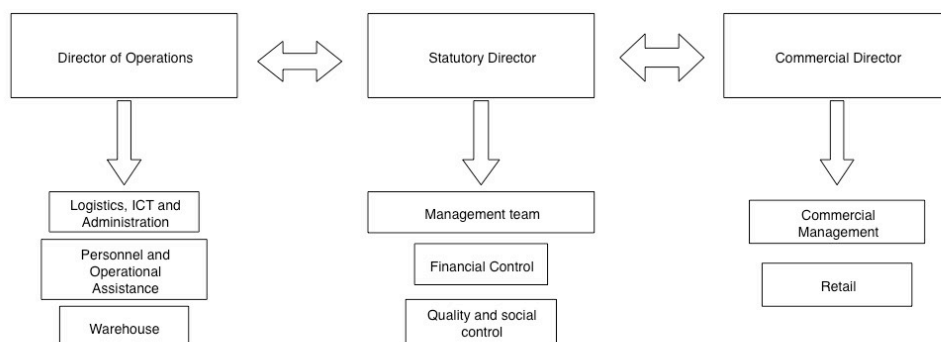 Director of Operations
Statutory Director
Commercial Director
Logistics, ICT and
Administration
Personnel and
Operational
Assistance
Warehouse
Management team
Financial Control
Quality and social
control
Commercial
Management
Retail